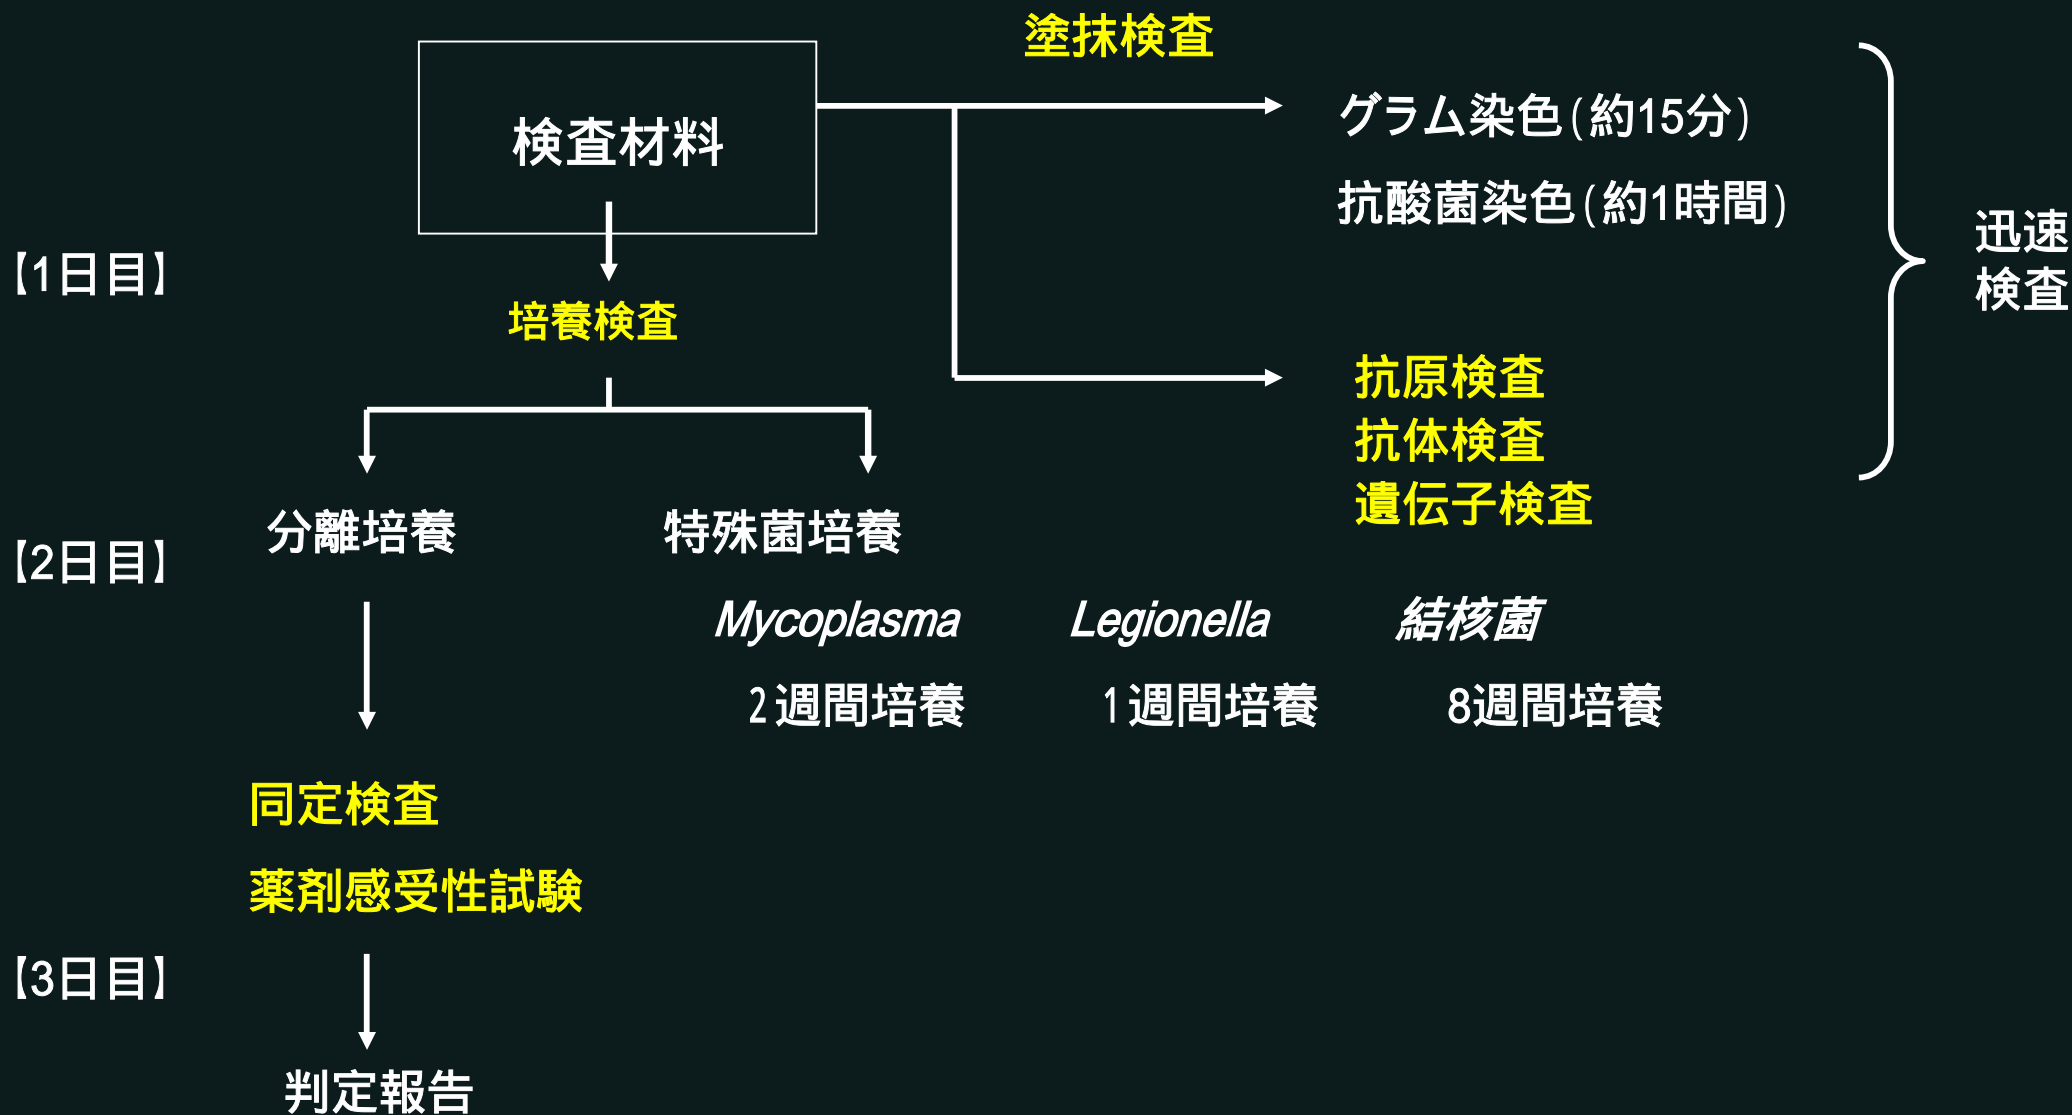 塗抹検査
検査材料
グラム染色(約15分)
抗酸菌染色(約1時間)
迅速
検査
【1日目】
培養検査
抗原検査
抗体検査
遺伝子検査
【2日目】
分離培養
特殊菌培養
Mycoplasma
Legionella
結核菌
2週間培養
1週間培養
8週間培養
同定検査
薬剤感受性試験
【3日目】
判定報告